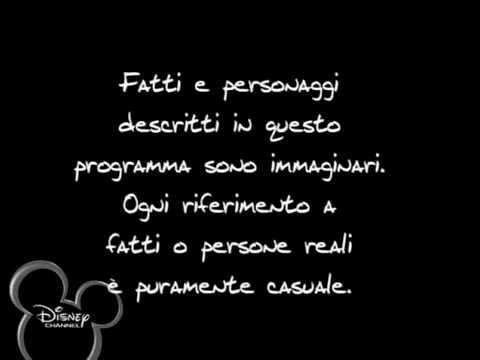 Fatti e personaggi
descritti in questo
programma sono immaginari.
Ogni riferimento a
fatti o persone reali
è puramente casuale.
Disney
CHANNEL